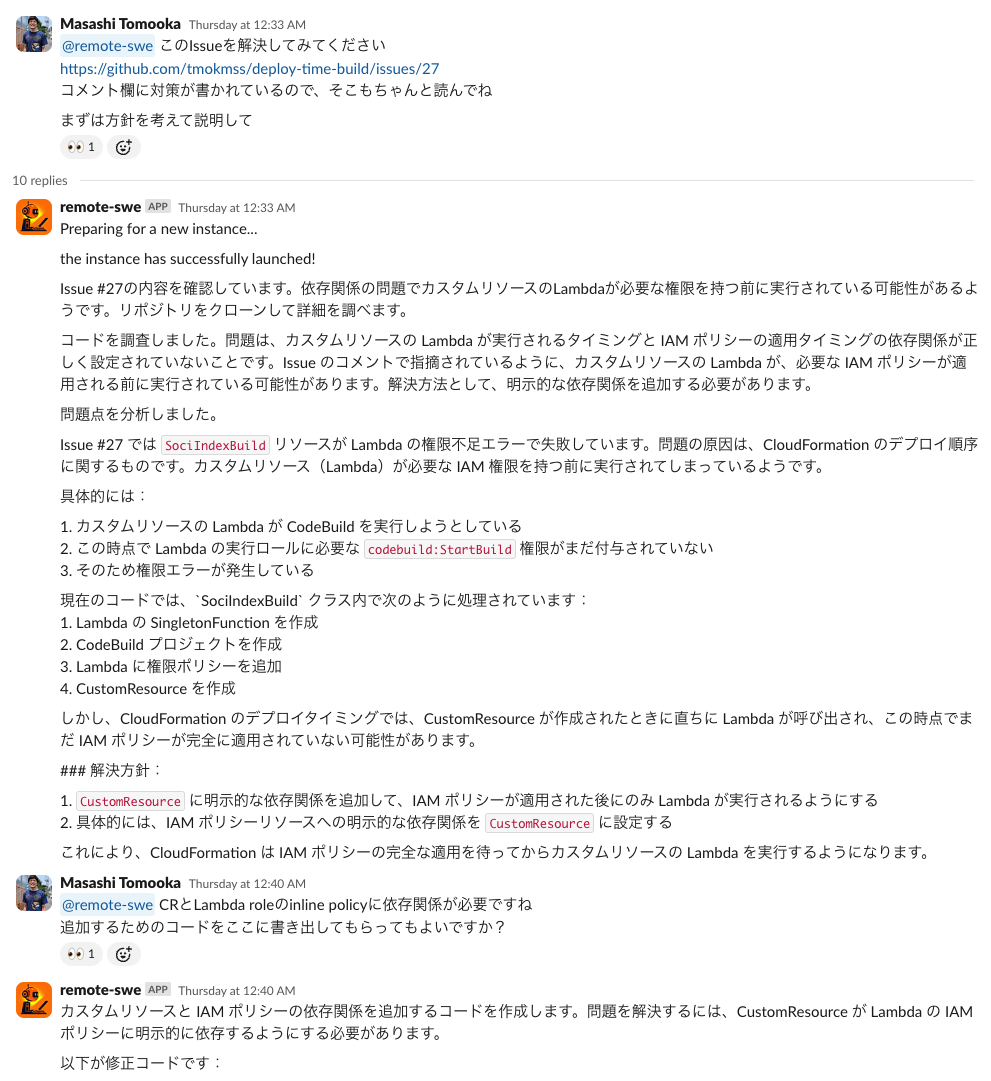 Masashi Tomooka Thursday at 12:33 AM
@remote-swe このIssueを解決してみてください
https://github.com/tmokmss/deploy-time-build/issues/27
コメント欄に対策が書かれているので、そこもちゃんと読んでね
まずは方針を考えて説明して
1
10 replies
remote-swe APP Thursday at 12:33 AM
Preparing for a new instance...
the instance has successfully launched!
Issue #27の内容を確認しています。依存関係の問題でカスタムリソースのLambdaが必要な権限を持つ前に実行されている可能性があるよ
うです。リポジトリをクローンして詳細を調べます。
コードを調査しました。問題は、カスタムリソースの Lambda が実行されるタイミングと IAM ポリシーの適用タイミングの依存関係が正
しく設定されていないことです。Issue のコメントで指摘されているように、カスタムリソースの Lambda が、必要な IAM ポリシーが適
用される前に実行されている可能性があります。解決方法として、明示的な依存関係を追加する必要があります。
問題点を分析しました。
Issue #27 では SociIndexBuild リソースが Lambda の権限不足エラーで失敗しています。問題の原因は、CloudFormation のデプロイ順序
に関するものです。カスタムリソース（Lambda）が必要な IAM 権限を持つ前に実行されてしまっているようです。
具体的には：
1. カスタムリソースの Lambda が CodeBuild を実行しようとしている
2. この時点で Lambda の実行ロールに必要な codebuild:StartBuild 権限がまだ付与されていない
3. そのため権限エラーが発生している
現在のコードでは、`SociIndexBuild` クラス内で次のように処理されています：
1. Lambda の SingletonFunction を作成
2. CodeBuild プロジェクトを作成
3. Lambda に権限ポリシーを追加
4. CustomResource を作成
しかし、CloudFormation のデプロイタイミングでは、CustomResource が作成されたときに直ちに Lambda が呼び出され、この時点でま
だ IAM ポリシーが完全に適用されていない可能性があります。
### 解決方針：
1. CustomResource に明示的な依存関係を追加して、IAM ポリシーが適用された後にのみ Lambda が実行されるようにする
2. 具体的には、IAM ポリシーリソースへの明示的な依存関係を CustomResource に設定する
これにより、CloudFormation は IAM ポリシーの完全な適用を待ってからカスタムリソースの Lambda を実行するようになります。
Masashi Tomooka Thursday at 12:40 AM
@remote-swe CRとLambda roleのinline policyに依存関係が必要ですね
追加するためのコードをここに書き出してもらってもよいですか？
1
remote-swe APP Thursday at 12:40 AM
カスタムリソースと IAM ポリシーの依存関係を追加するコードを作成します。問題を解決するには、CustomResource が Lambda の IAM
ポリシーに明示的に依存するようにする必要があります。
以下が修正コードです：